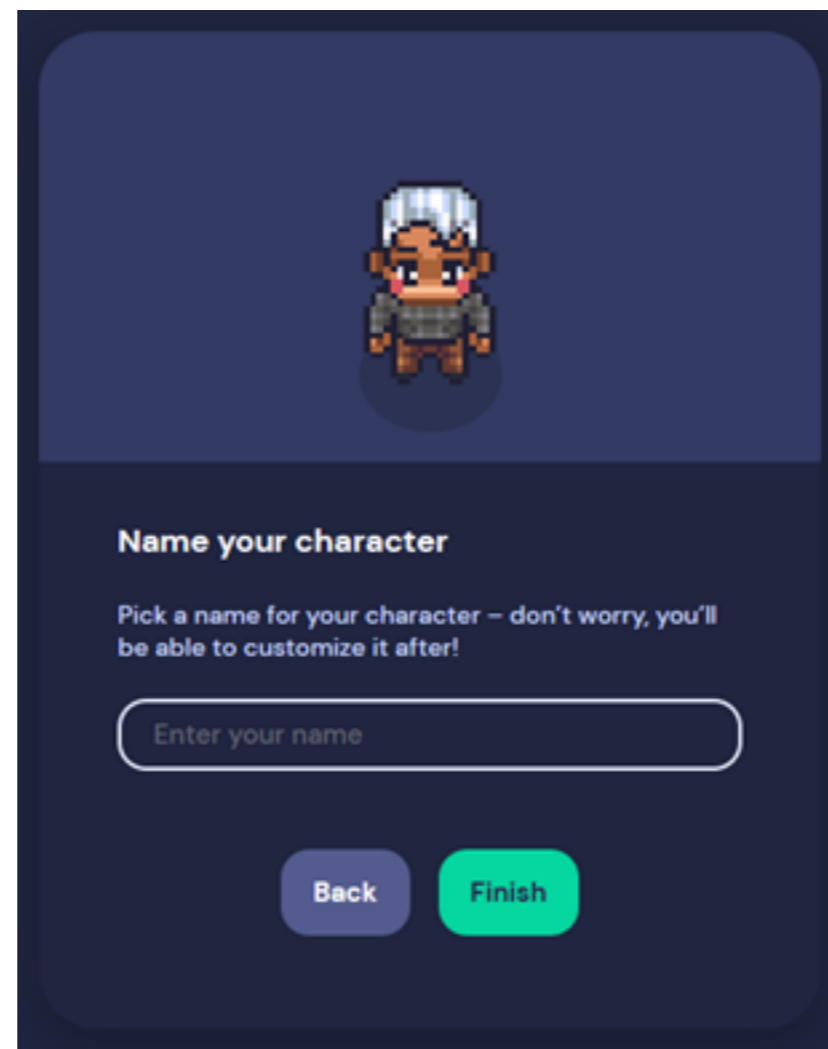 Name your character
Pick a name for your character – don’t worry, you’ll
be able to customize it after!
Enter your name
Back
Finish